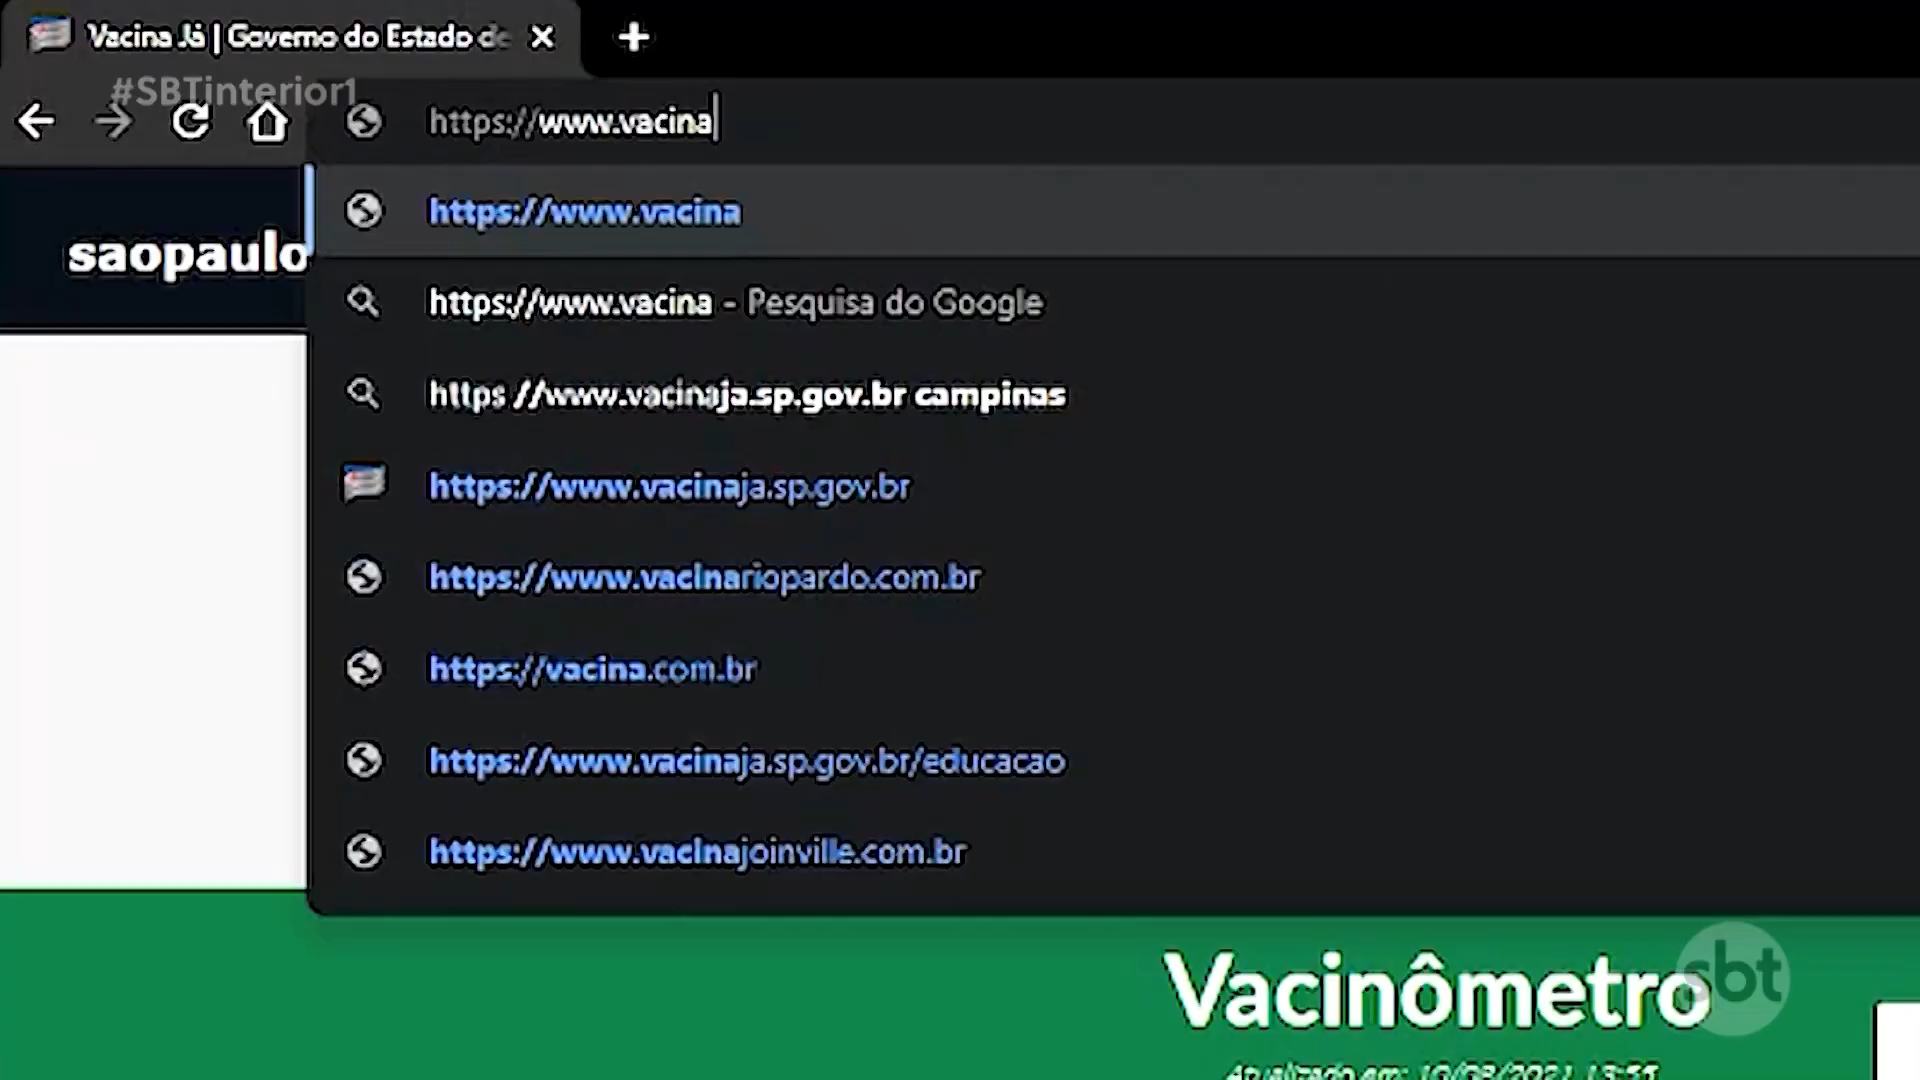 Vacina Já | Governo do Estado de
#SBTinterior1
https://www.vacina
saopaulo
https://www.vacina
https://www.vacina - Pesquisa do Google
https //www.vacinaja.sp.gov.br campinas
https://www.vacinaja.sp.gov.br
https://www.vacinariopardo.com.br
https://vacina.com.br
https://www.vacinaja.sp.gov.br/educacao
https://www.vacinajoinville.com.br
Vacinômetro
sbt
Atualizado em: